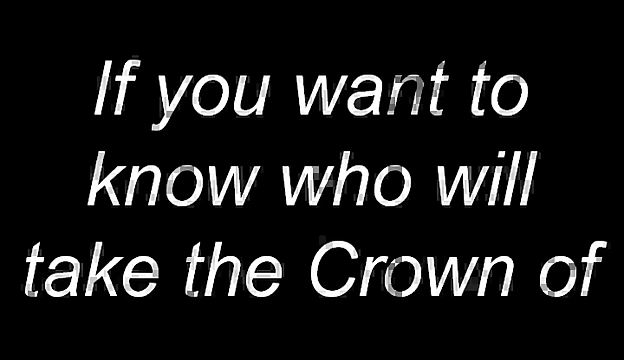 If you want to
know who will
take the Crown of